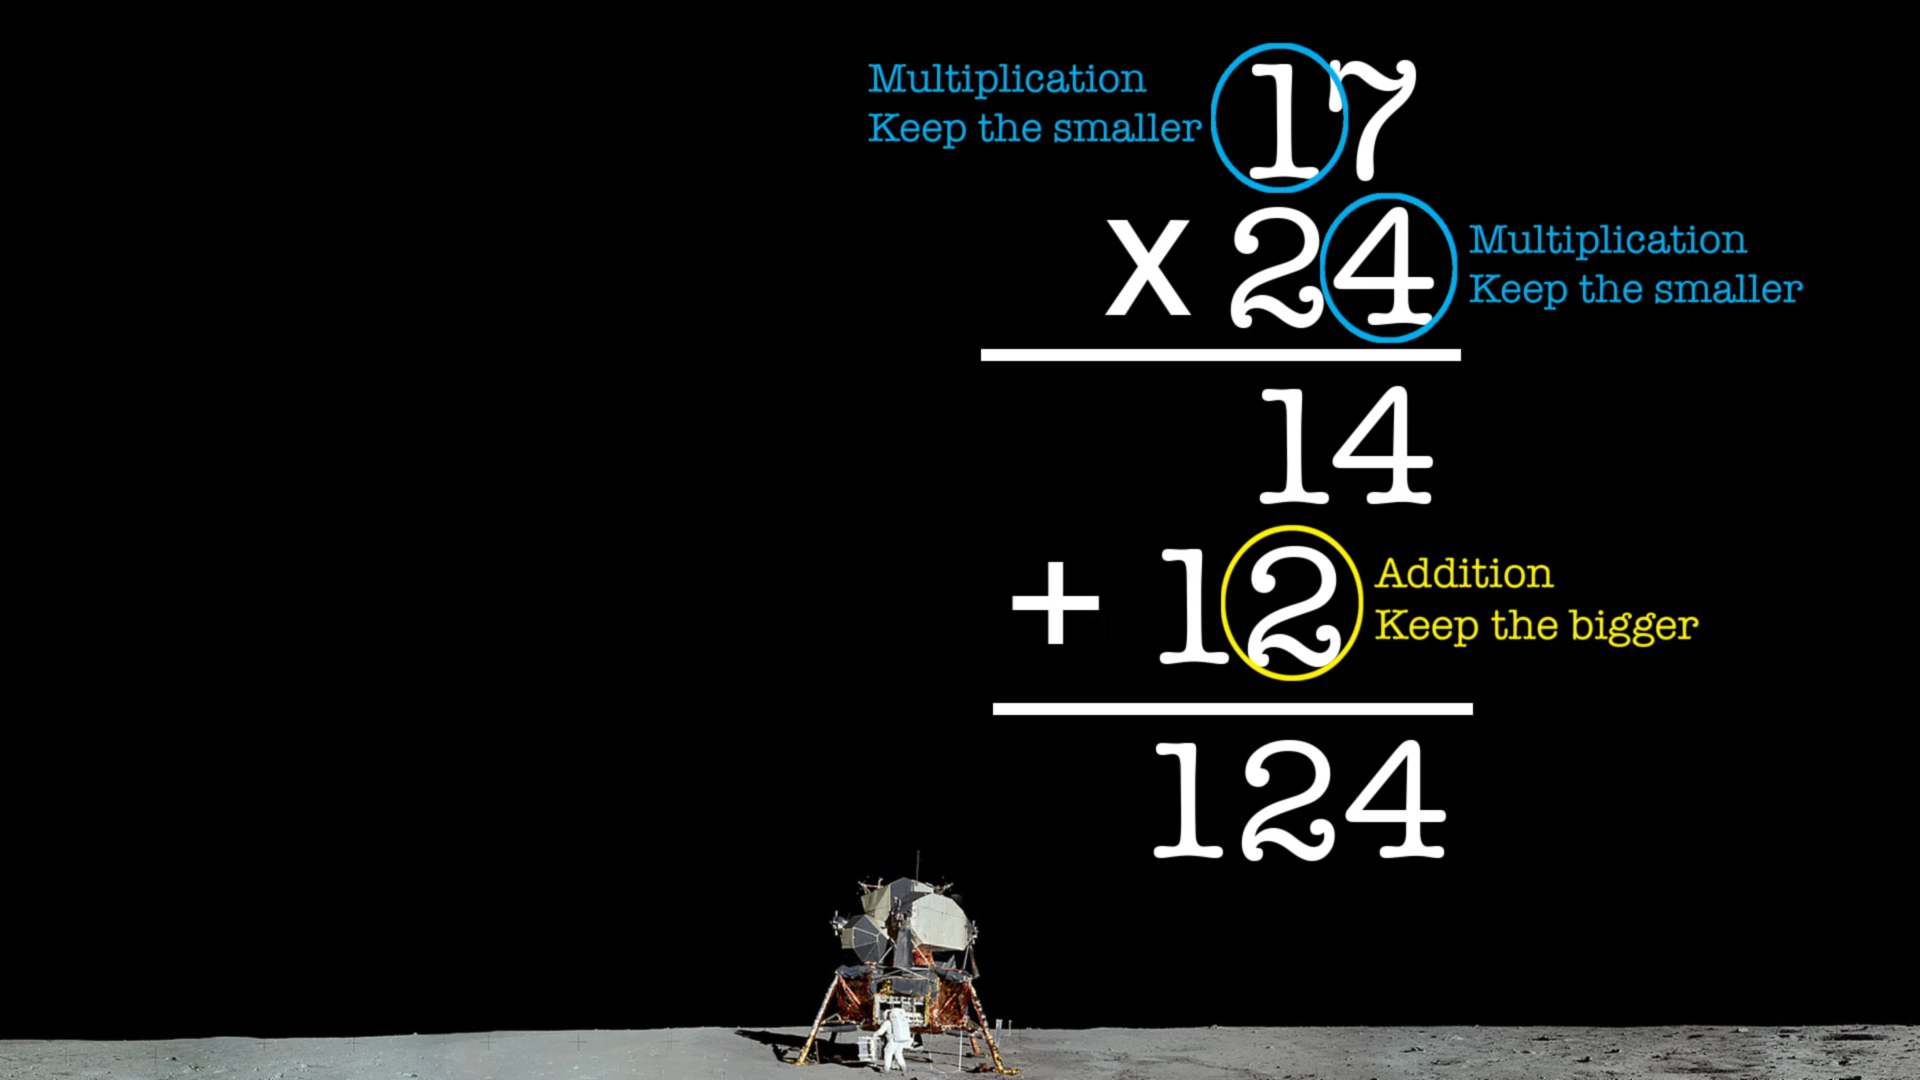 Multiplication
Keep the smaller
17
x 24
Multiplication
Keep the smaller
14
+ 12
Addition
Keep the bigger
124